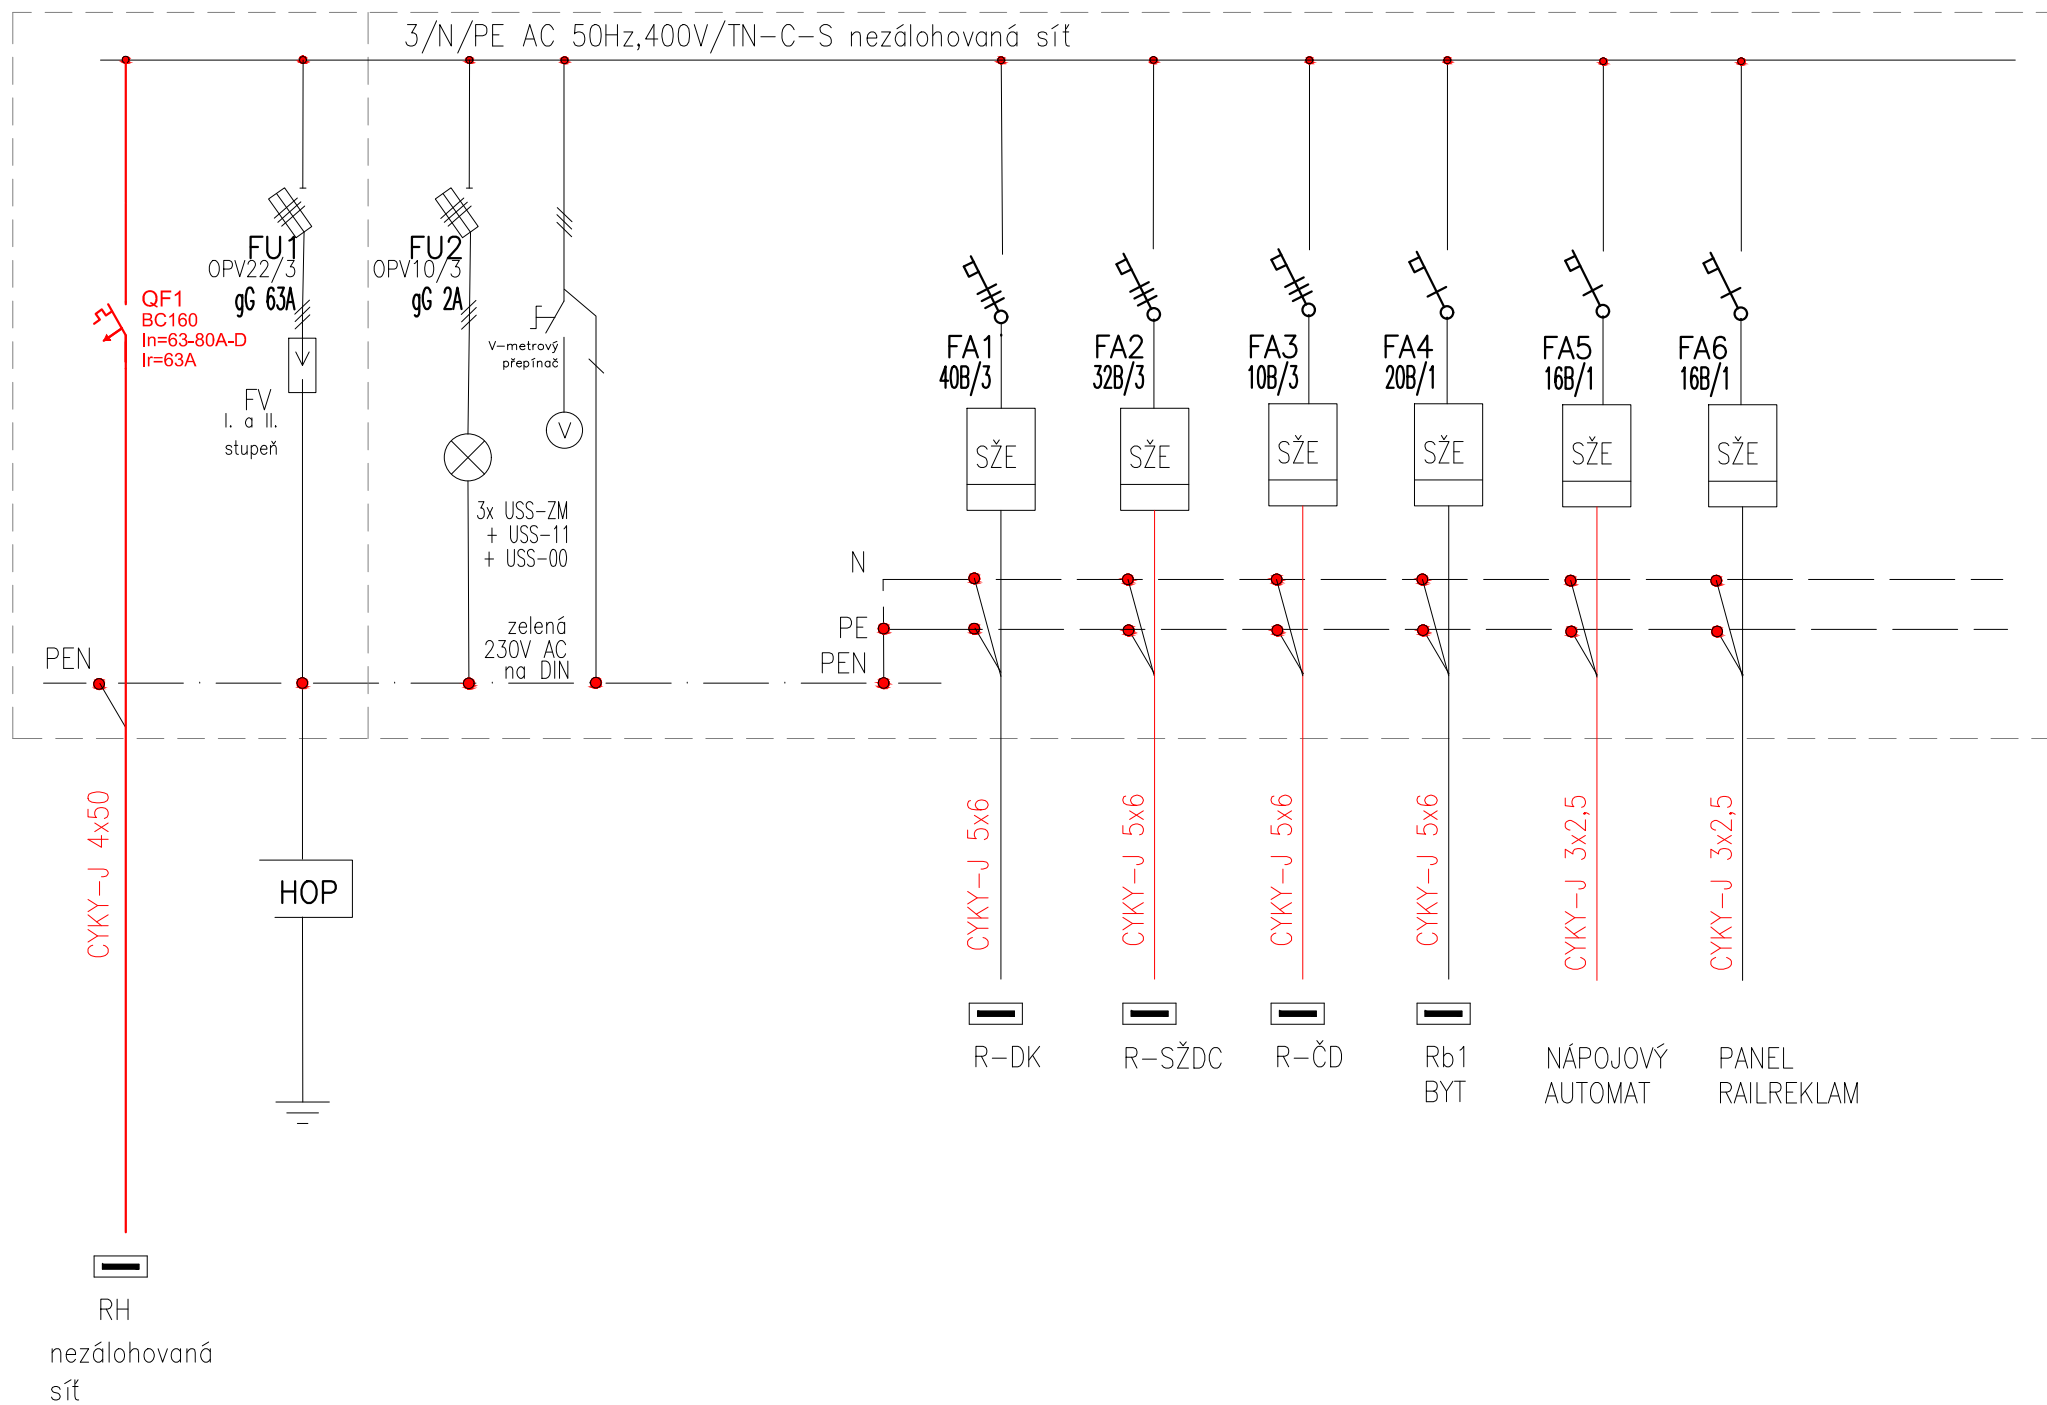 3/N/PE AC 50Hz,400V/TN-C-S nezálohovaná síť
QF1
BC160
In=63-80A-D
Ir=63A
FU1
OPV22/3
gG 63A
FV
I. a II.
stupeň
FU2
OPV10/3
gG 2A
V-metrový
přepínač
V
3x USS-ZM
+ USS-11
+ USS-00
zelená
230V AC
na DIN
FA1
40B/3
SŽE
FA2
32B/3
SŽE
FA3
10B/3
SŽE
FA4
20B/1
SŽE
FA5
16B/1
SŽE
FA6
16B/1
SŽE
N
PE
PEN
PEN
CYKY-J 4x50
HOP
CYKY-J 5x6
CYKY-J 5x6
CYKY-J 5x6
CYKY-J 5x6
CYKY-J 3x2,5
CYKY-J 3x2,5
R-DK
R-SŽDC
R-ČD
Rb1
BYT
NÁPOJOVÝ
AUTOMAT
PANEL
RAILREKLAM
RH
nezálohovaná
síť